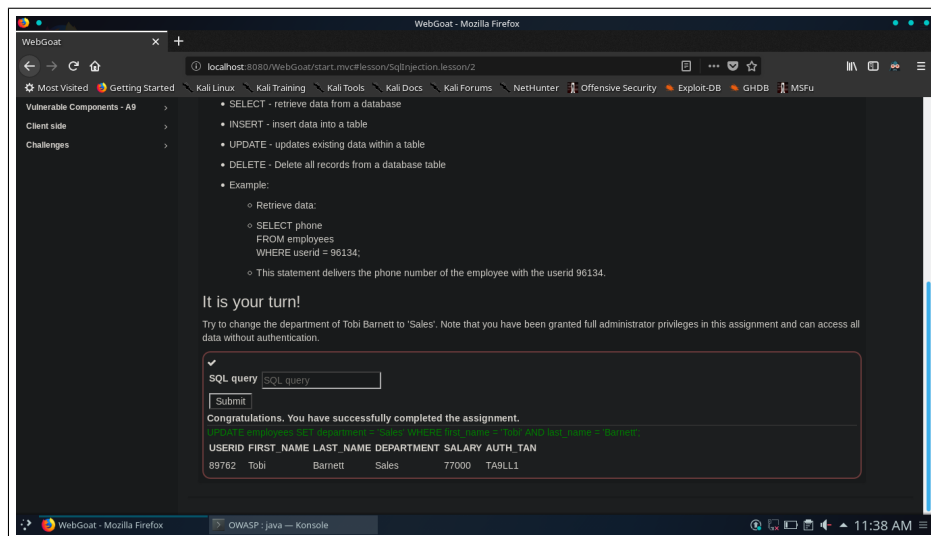 WebGoat - Mozilla Firefox
WebGoat × +
localhost:8080/WebGoat/start.mvc#lesson/SqlInjection.lesson/2
Most Visited Getting Started Kali Linux Kali Training Kali Tools Kali Docs Kali Forums NetHunter Offensive Security Exploit-DB GHDB MSFu
Vulnerable Components - A9 >
Client side >
Challenges >
• SELECT - retrieve data from a database
• INSERT - insert data into a table
• UPDATE - updates existing data within a table
• DELETE - Delete all records from a database table
• Example:
○ Retrieve data:
○ SELECT phone
FROM employees
WHERE userid = 96134;
○ This statement delivers the phone number of the employee with the userid 96134.
It is your turn!
Try to change the department of Tobi Barnett to 'Sales'. Note that you have been granted full administrator privileges in this assignment and can access all
data without authentication.
✔
SQL query SQL query
Submit
Congratulations. You have successfully completed the assignment.
UPDATE employees SET department = 'Sales' WHERE first_name = 'Tobi' AND last_name = 'Barnett';
USERID FIRST_NAME LAST_NAME DEPARTMENT SALARY AUTH_TAN
89762 Tobi Barnett Sales 77000 TA9LL1
WebGoat - Mozilla Firefox OWASP : java — Konsole 11:38 AM